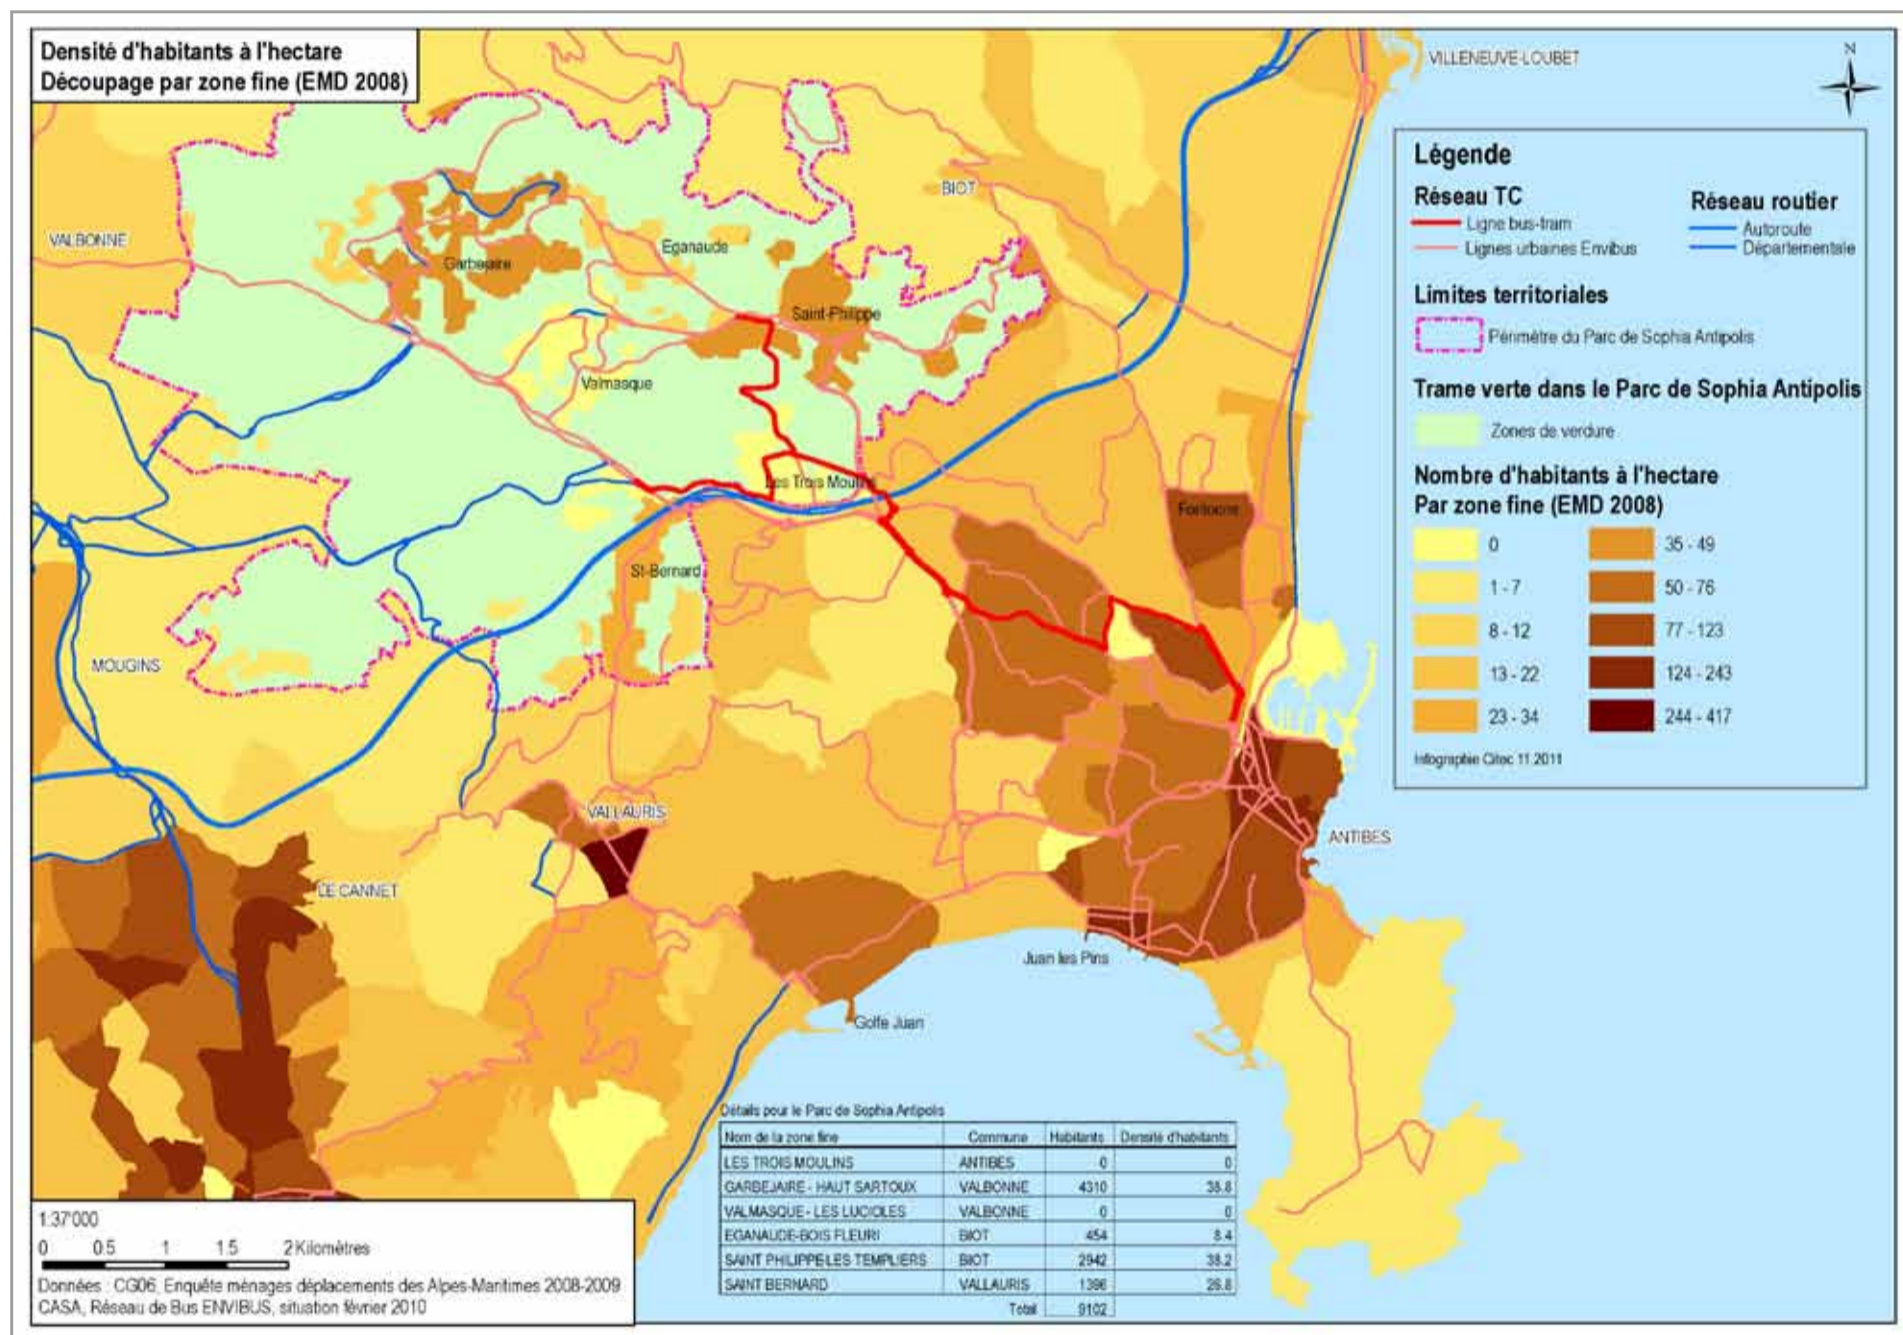 Densité d'habitants à l'hectare
Découpage par zone fine (EMD 2008)
VILLENEUVE-LOUBET
N
BIOT
VALBONNE
Eganaude
Garbejaire
Saint-Philippe
Valmasque
Les Trois Moulins
Fontonne
St-Bernard
MOUGINS
VALLAURIS
ANTIBES
LE CANNET
Juan les Pins
Golfe Juan
Légende
Réseau TC
Ligne bus-tram
Lignes urbaines Envibus
Réseau routier
Autoroute
Départementale
Limites territoriales
Périmètre du Parc de Sophia Antipolis
Trame verte dans le Parc de Sophia Antipolis
Zones de verdure
Nombre d'habitants à l'hectare
Par zone fine (EMD 2008)
0
1 - 7
8 - 12
13 - 22
23 - 34
35 - 49
50 - 76
77 - 123
124 - 243
244 - 417
Infographie Citec 11.2011
Détails pour le Parc de Sophia Antipolis
Nom de la zone fine Commune Habitants Densité d'habitants
LES TROIS MOULINS ANTIBES 0 0
GARBEJAIRE - HAUT SARTOUX VALBONNE 4310 38.8
VALMASQUE - LES LUCIOLES VALBONNE 0 0
EGANAUDE-BOIS FLEURI BIOT 454 8.4
SAINT PHILIPPE-LES TEMPLIERS BIOT 2942 38.2
SAINT BERNARD VALLAURIS 1396 26.8
Total 9102
1:37'000
0 0.5 1 1.5 2 Kilomètres
Données : CG06, Enquête ménages déplacements des Alpes-Maritimes 2008-2009
CASA, Réseau de Bus ENVIBUS, situation février 2010